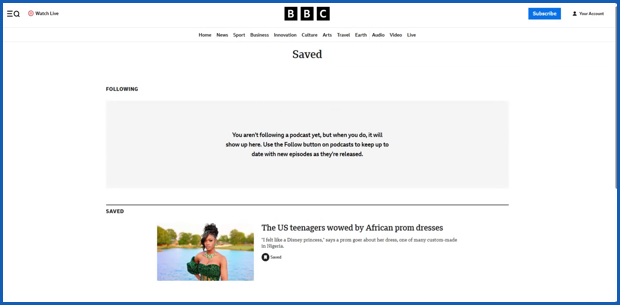 Watch Live
BBC
Subscribe
Your Account
Home News Sport Business Innovation Culture Arts Travel Earth Audio Video Live
Saved
FOLLOWING
You aren't following a podcast yet, but when you do, it will
show up here. Use the Follow button on podcasts to keep up to
date with new episodes as they're released.
SAVED
The US teenagers wowed by African prom dresses
"I felt like a Disney princess," says a prom goer about her dress, one of many custom-made
in Nigeria.
Saved